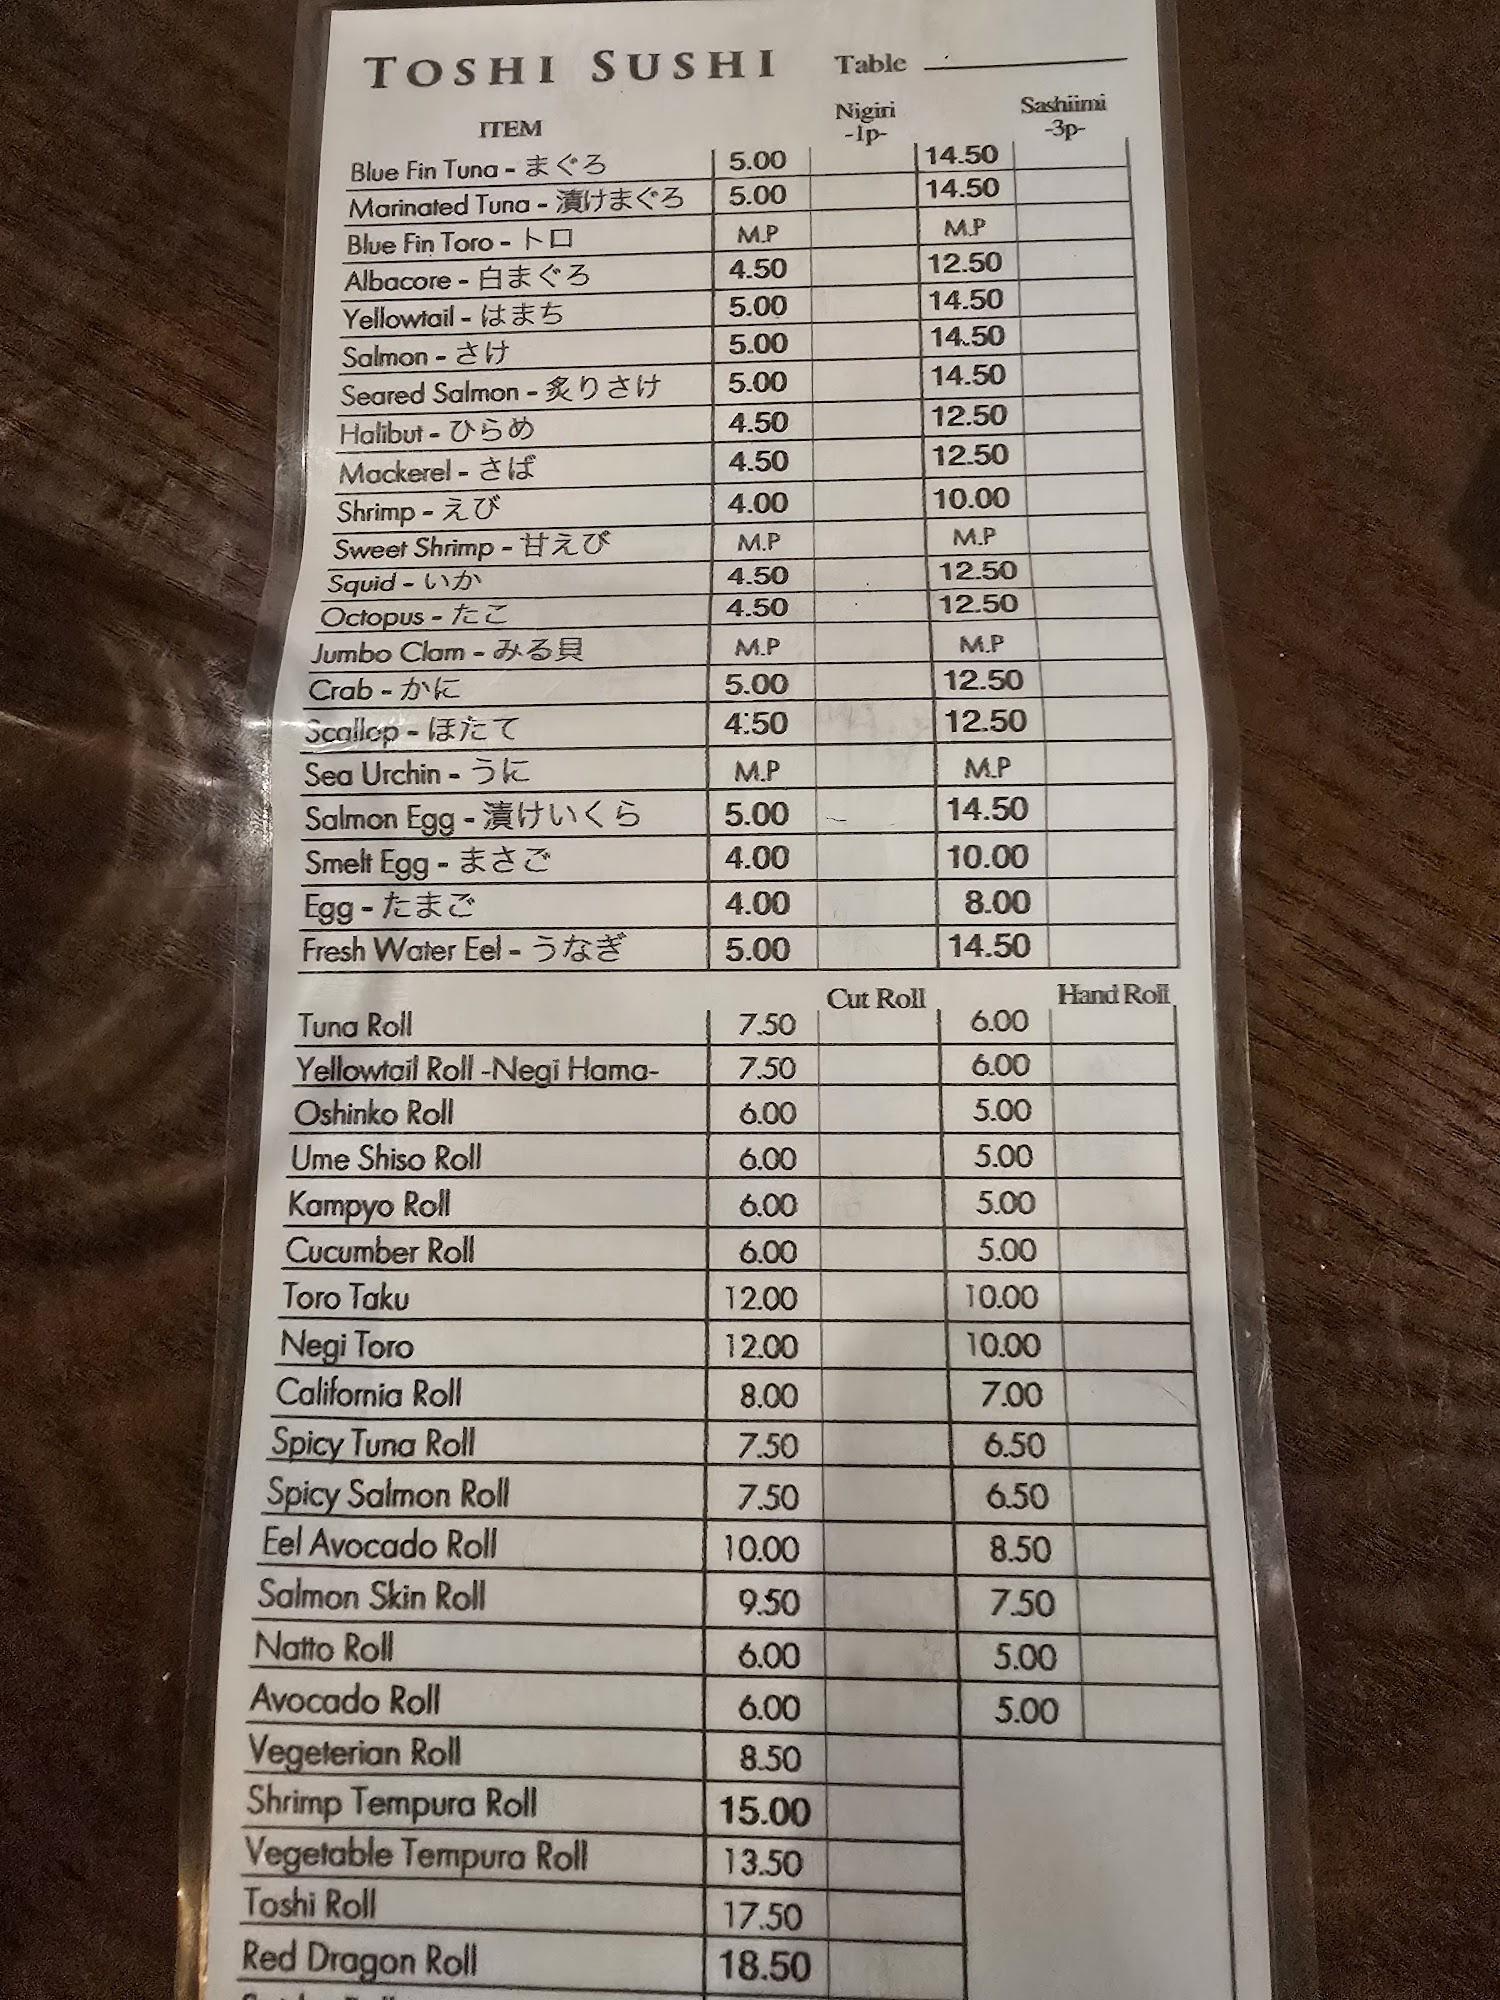 TOSHI SUSHI Table
ITEM Nigiri -1p- Sashiimi -3p-
Blue Fin Tuna - まぐろ 5.00 14.50
Marinated Tuna - 漬けまぐろ 5.00 14.50
Blue Fin Toro - トロ M.P M.P
Albacore - 白まぐろ 4.50 12.50
Yellowtail - はまち 5.00 14.50
Salmon - さけ 5.00 14.50
Seared Salmon - 炙りさけ 5.00 14.50
Halibut - ひらめ 4.50 12.50
Mackerel - さば 4.50 12.50
Shrimp - えび 4.00 10.00
Sweet Shrimp - 甘えび M.P M.P
Squid - いか 4.50 12.50
Octopus - たこ 4.50 12.50
Jumbo Clam - みる貝 M.P M.P
Crab - かに 5.00 12.50
Scallop - ほたて 4.50 12.50
Sea Urchin - うに M.P M.P
Salmon Egg - 漬けいくら 5.00 14.50
Smelt Egg - まさご 4.00 10.00
Egg - たまご 4.00 8.00
Fresh Water Eel - うなぎ 5.00 14.50
Cut Roll Hand Roll
Tuna Roll 7.50 6.00
Yellowtail Roll -Negi Hama- 7.50 6.00
Oshinko Roll 6.00 5.00
Ume Shiso Roll 6.00 5.00
Kampyo Roll 6.00 5.00
Cucumber Roll 6.00 5.00
Toro Taku 12.00 10.00
Negi Toro 12.00 10.00
California Roll 8.00 7.00
Spicy Tuna Roll 7.50 6.50
Spicy Salmon Roll 7.50 6.50
Eel Avocado Roll 10.00 8.50
Salmon Skin Roll 9.50 7.50
Natto Roll 6.00 5.00
Avocado Roll 6.00 5.00
Vegeterian Roll 8.50
Shrimp Tempura Roll 15.00
Vegetable Tempura Roll 13.50
Toshi Roll 17.50
Red Dragon Roll 18.50